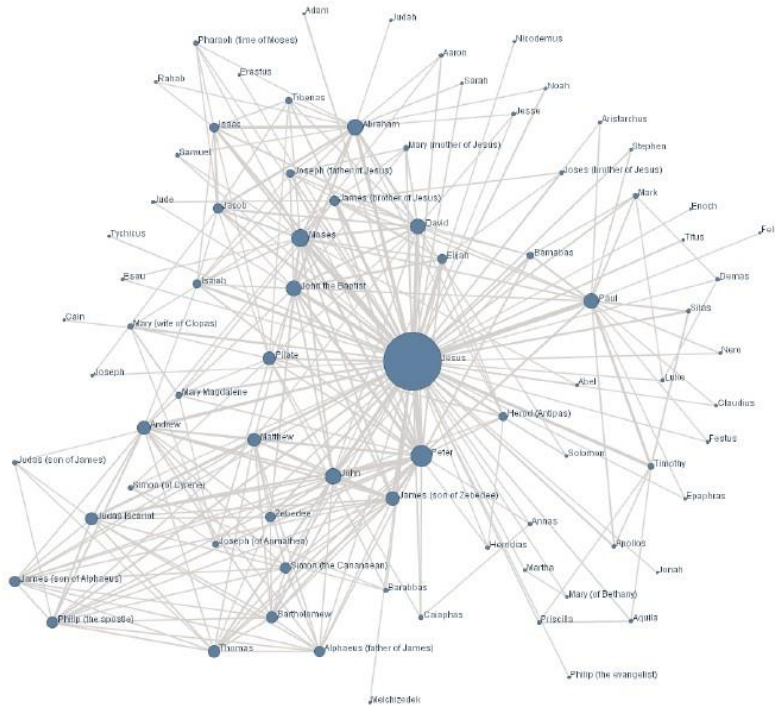 Adam
Judah
Pharaoh (time of Moses)
Nicodemus
Aaron
Rahab
Erastus
Sarah
Noah
Tiberias
Jesse
Isaac
Abraham
Aristarchus
Samuel
Mary (mother of Jesus)
Stephen
Joseph (father of Jesus)
Joses (brother of Jesus)
Jude
James (brother of Jesus)
Mark
Jacob
Enoch
David
Tychicus
Moses
Titus
Elijah
Barnabas
Esau
Isaiah
John the Baptist
Demas
Paul
Silas
Cain
Mary (wife of Clopas)
Pilate
Jesus
Nere
Joseph
Abel
Luke
Mary Magdalene
Claudius
Herod (Antipas)
Andrew
Matthew
Festus
Peter
Solomon
Judas (son of James)
John
Timothy
Simon (of Cyrene)
James (son of Zebedee)
Epaphras
Judas Iscariot
Zebedee
Annas
Joseph (of Arimathea)
Herodias
Apollos
Simon (the Cananaean)
Martha
Jonah
James (son of Alphaeus)
Barabbas
Mary (of Bethany)
Philip (the apostle)
Bartholomew
Caiaphas
Priscilla
Aquila
Thomas
Alphaeus (father of James)
Philip (the evangelist)
Melchizedek